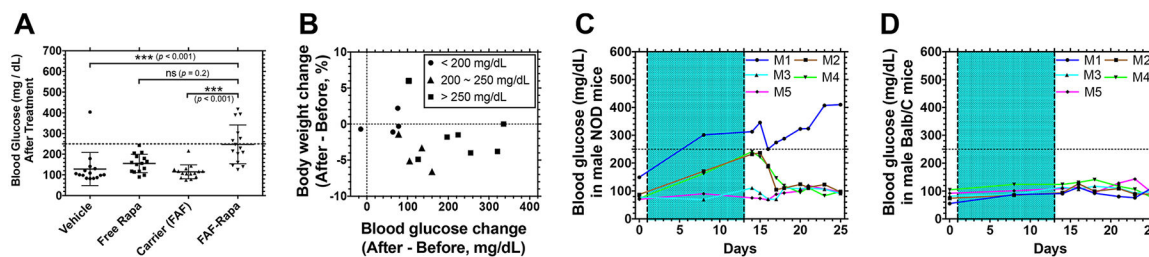 A
Blood Glucose (mg / dL)
After Treatment
700
600
500
400
300
200
100
0
*** (p < 0.001)
ns (p = 0.2)
***
(p < 0.001)
Vehicle
Free Rapa
Carrier (FAF)
FAF-Rapa
B
Body weight change
(After - Before, %)
10
5
0
-5
-10
< 200 mg/dL
200 ~ 250 mg/dL
> 250 mg/dL
0
100
200
300
400
Blood glucose change
(After - Before, mg/dL)
C
Blood glucose (mg/dL)
in male NOD mice
600
500
400
300
200
100
0
M1
M2
M3
M4
M5
0
5
10
15
20
25
Days
D
Blood glucose (mg/dL)
in male Balb/C mice
600
500
400
300
200
100
0
M1
M2
M3
M4
M5
0
5
10
15
20
25
Days